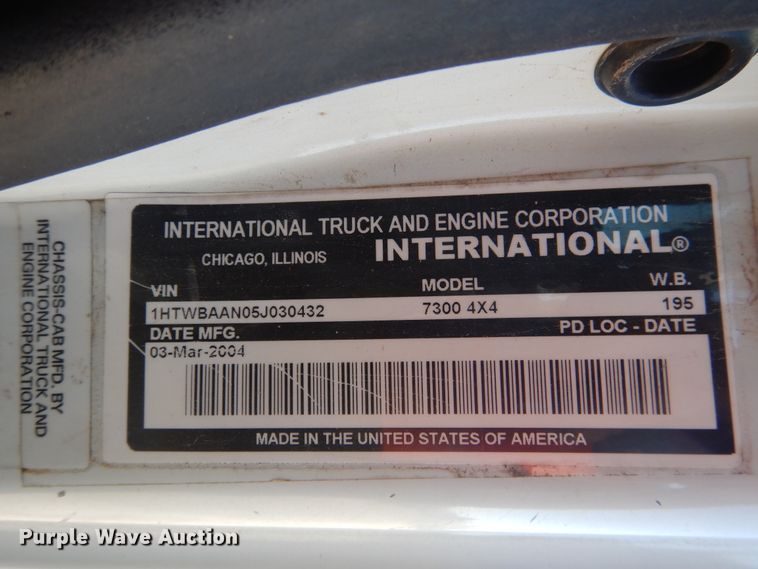 CHASSIS-CAB MFD. BY
INTERNATIONAL TRUCK AND
ENGINE CORPORATION
INTERNATIONAL TRUCK AND ENGINE CORPORATION
CHICAGO, ILLINOIS INTERNATIONAL®
VIN MODEL W.B.
1HTWBAAN05J030432 7300 4X4 195
DATE MFG. PD LOC - DATE
03-Mar-2004
MADE IN THE UNITED STATES OF AMERICA
Purple Wave Auction